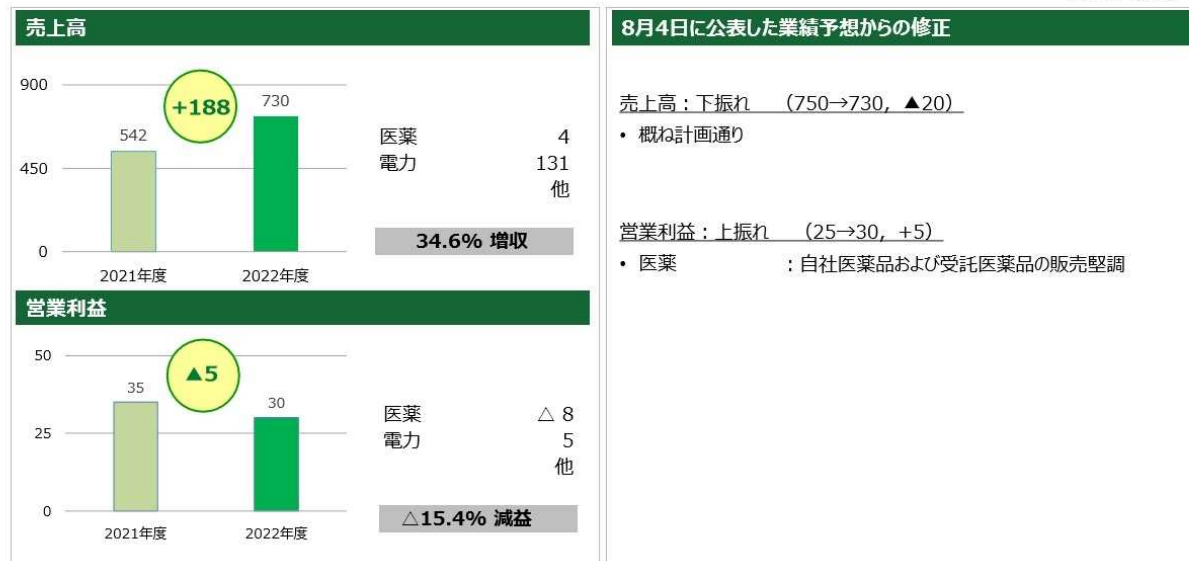 売上高
900
450
0
542
+188
730
2021年度
2022年度
医薬 4
電力 131
他
34.6% 増収
営業利益
50
25
0
35
▲5
30
2021年度
2022年度
医薬 △ 8
電力 5
他
△15.4% 減益
8月4日に公表した業績予想からの修正
売上高：下振れ （750→730, ▲20）
• 概ね計画通り
営業利益：上振れ （25→30, +5）
• 医薬 ：自社医薬品および受託医薬品の販売堅調